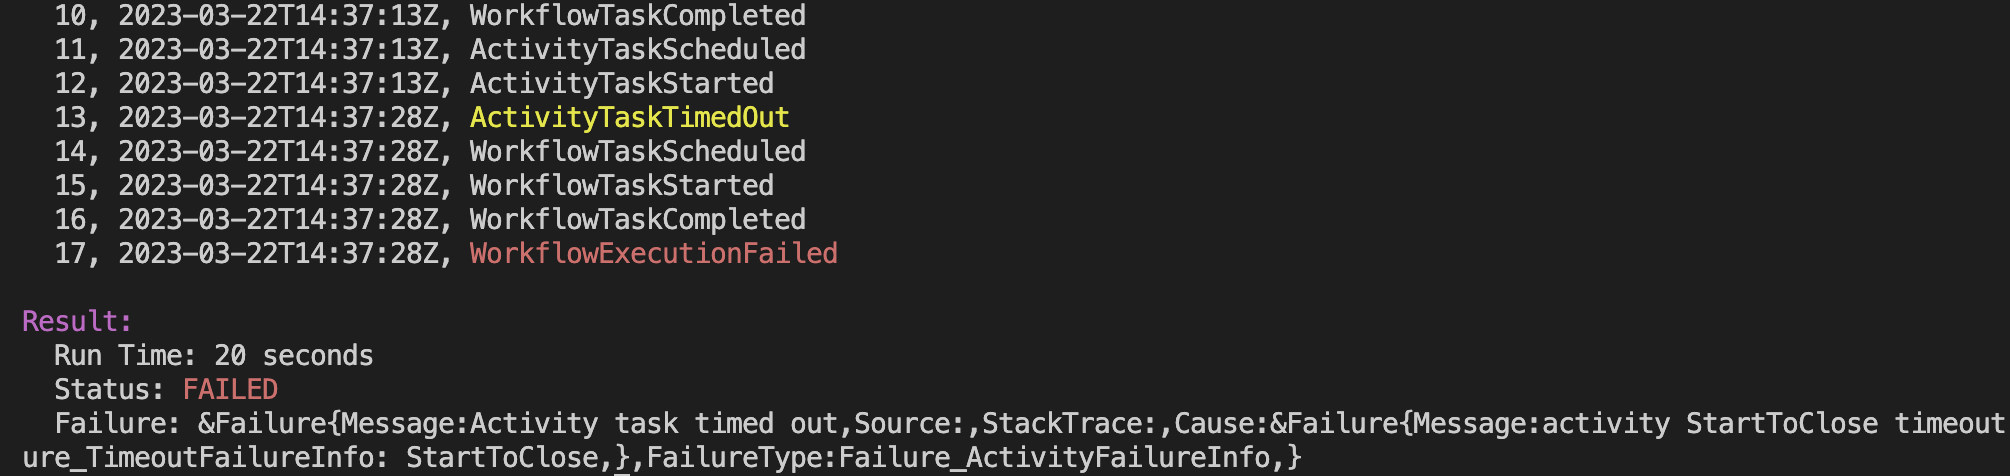 10, 2023-03-22T14:37:13Z, WorkflowTaskCompleted
11, 2023-03-22T14:37:13Z, ActivityTaskScheduled
12, 2023-03-22T14:37:13Z, ActivityTaskStarted
13, 2023-03-22T14:37:28Z, ActivityTaskTimedOut
14, 2023-03-22T14:37:28Z, WorkflowTaskScheduled
15, 2023-03-22T14:37:28Z, WorkflowTaskStarted
16, 2023-03-22T14:37:28Z, WorkflowTaskCompleted
17, 2023-03-22T14:37:28Z, WorkflowExecutionFailed
Result:
Run Time: 20 seconds
Status: FAILED
Failure: &Failure{Message:Activity task timed out,Source:,StackTrace:,Cause:&Failure{Message:activity StartToClose timeout
ure_TimeoutFailureInfo: StartToClose,},FailureType:Failure_ActivityFailureInfo,}